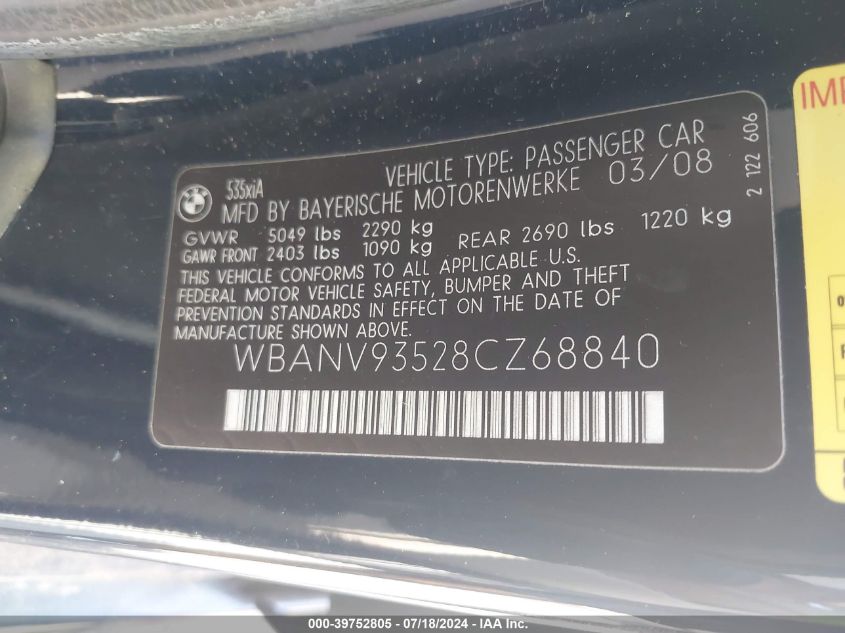 535xiA
VEHICLE TYPE: PASSENGER CAR
MFD BY BAYERISCHE MOTORENWERKE 03/08
GVWR 5049 lbs 2290 kg
GAWR FRONT 2403 lbs 1090 kg REAR 2690 lbs 1220 kg
THIS VEHICLE CONFORMS TO ALL APPLICABLE U.S.
FEDERAL MOTOR VEHICLE SAFETY, BUMPER AND THEFT
PREVENTION STANDARDS IN EFFECT ON THE DATE OF
MANUFACTURE SHOWN ABOVE.
WBANV93528CZ68840
2 122 606
BMW
000-39752805 - 07/18/2024 - IAA Inc.